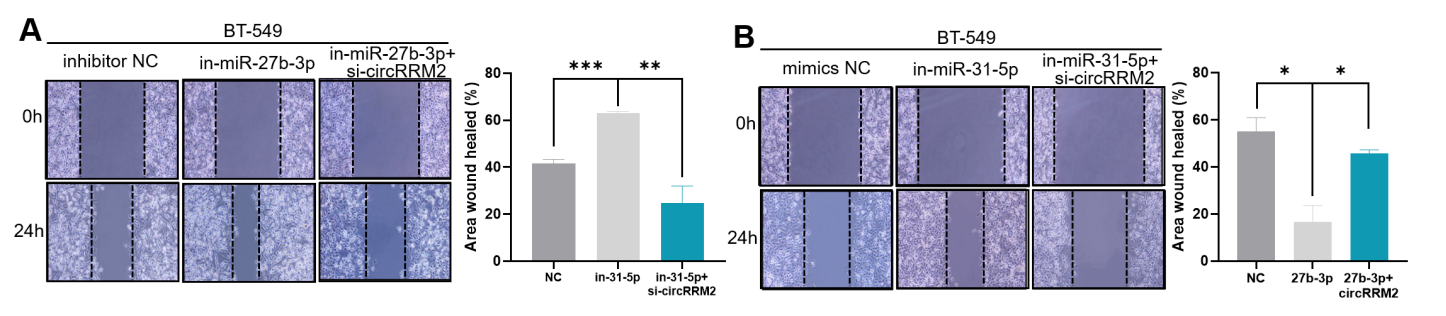 A
BT-549
inhibitor NC
in-miR-27b-3p
in-miR-27b-3p+
si-circRRM2
0h
24h
Area wound healed (%)
80
60
40
20
0
***
**
NC
in-31-5p
in-31-5p+
si-circRRM2
B
BT-549
mimics NC
in-miR-31-5p
in-miR-31-5p+
si-circRRM2
0h
24h
Area wound healed (%)
80
60
40
20
0
*
*
NC
27b-3p
27b-3p+
circRRM2